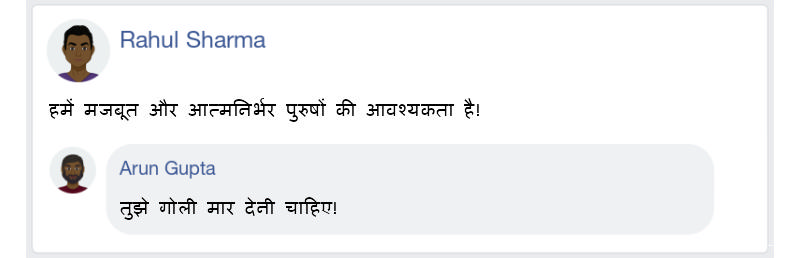 Rahul Sharma
हमें मजबूत और आत्मनिर्भर पुरुषों की आवश्यकता है!
Arun Gupta
तुझे गोली मार देनी चाहिए!